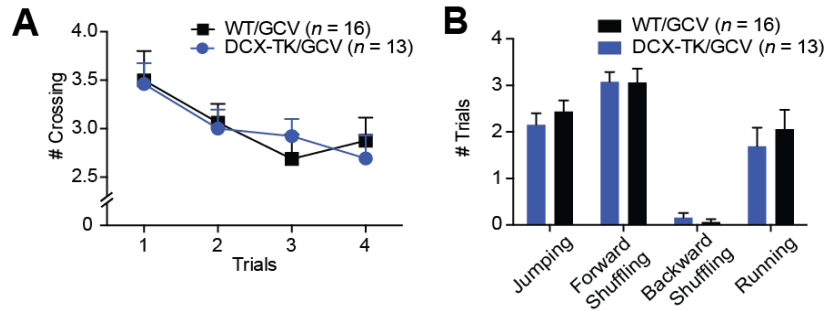 A
WT/GCV (n = 16)
DCX-TK/GCV (n = 13)
# Crossing
4.0
3.5
3.0
2.5
0
1 2 3 4
Trials
B
WT/GCV (n = 16)
DCX-TK/GCV (n = 13)
# Trials
4
3
2
1
0
Jumping
Forward
Shuffling
Backward
Shuffling
Running